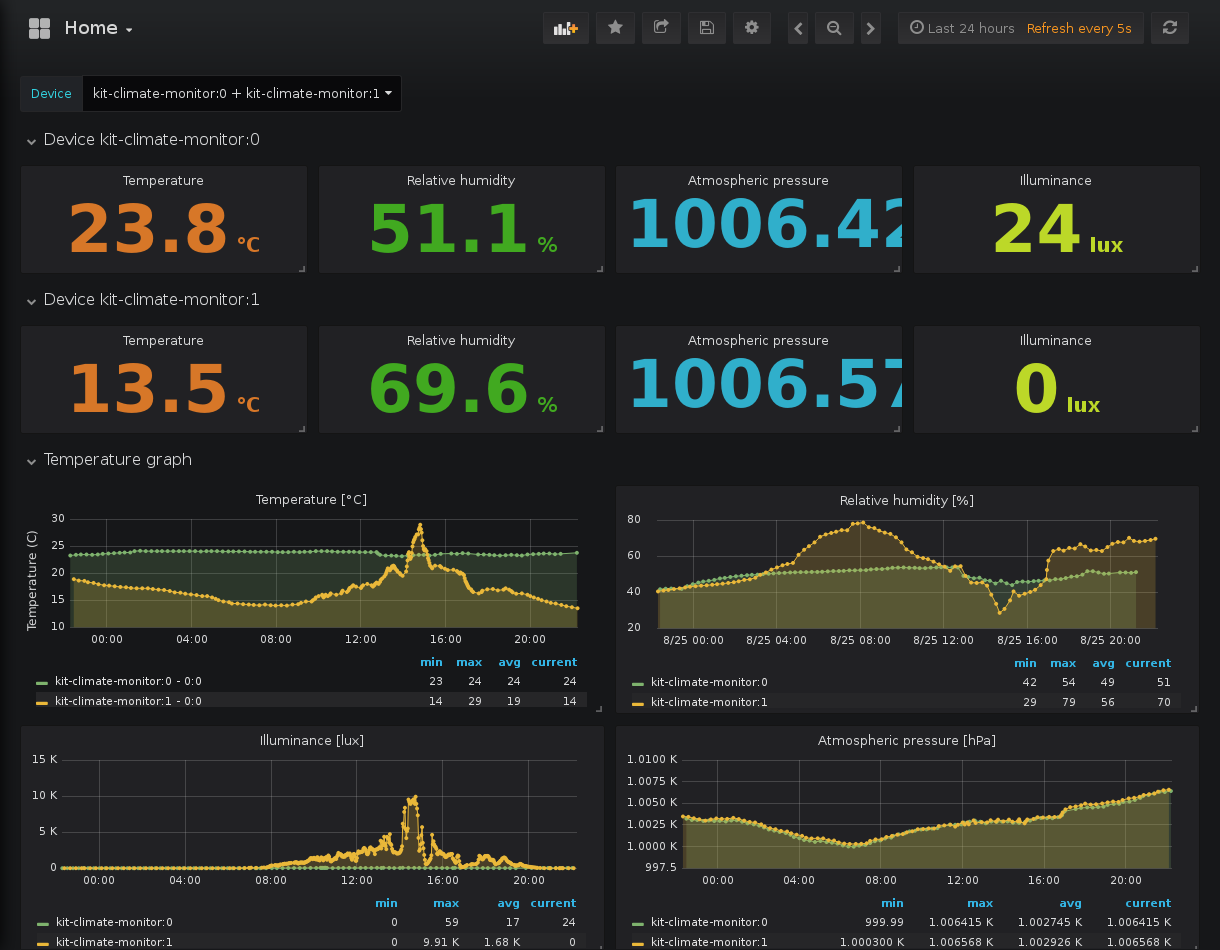 Home
Last 24 hours Refresh every 5s
Device kit-climate-monitor:0 + kit-climate-monitor:1
Device kit-climate-monitor:0
Temperature Relative humidity Atmospheric pressure Illuminance
23.8 °C 51.1 % 1006.42 24 lux
Device kit-climate-monitor:1
Temperature Relative humidity Atmospheric pressure Illuminance
13.5 °C 69.6 % 1006.57 0 lux
Temperature graph
Temperature [°C]
Temperature (C)
30
25
20
15
10
00:00 04:00 08:00 12:00 16:00 20:00
min max avg current
kit-climate-monitor:0 - 0:0 23 24 24 24
kit-climate-monitor:1 - 0:0 14 29 19 14
Relative humidity [%]
80
60
40
20
8/25 00:00 8/25 04:00 8/25 08:00 8/25 12:00 8/25 16:00 8/25 20:00
min max avg current
kit-climate-monitor:0 42 54 49 51
kit-climate-monitor:1 29 79 56 70
Illuminance [lux]
15 K
10 K
5 K
0
00:00 04:00 08:00 12:00 16:00 20:00
min max avg current
kit-climate-monitor:0 0 59 17 24
kit-climate-monitor:1 0 9.91 K 1.68 K 0
Atmospheric pressure [hPa]
1.0100 K
1.0075 K
1.0050 K
1.0025 K
1.0000 K
997.5
00:00 04:00 08:00 12:00 16:00 20:00
min max avg current
kit-climate-monitor:0 999.99 1.006415 K 1.002745 K 1.006415 K
kit-climate-monitor:1 1.000300 K 1.006568 K 1.002926 K 1.006568 K